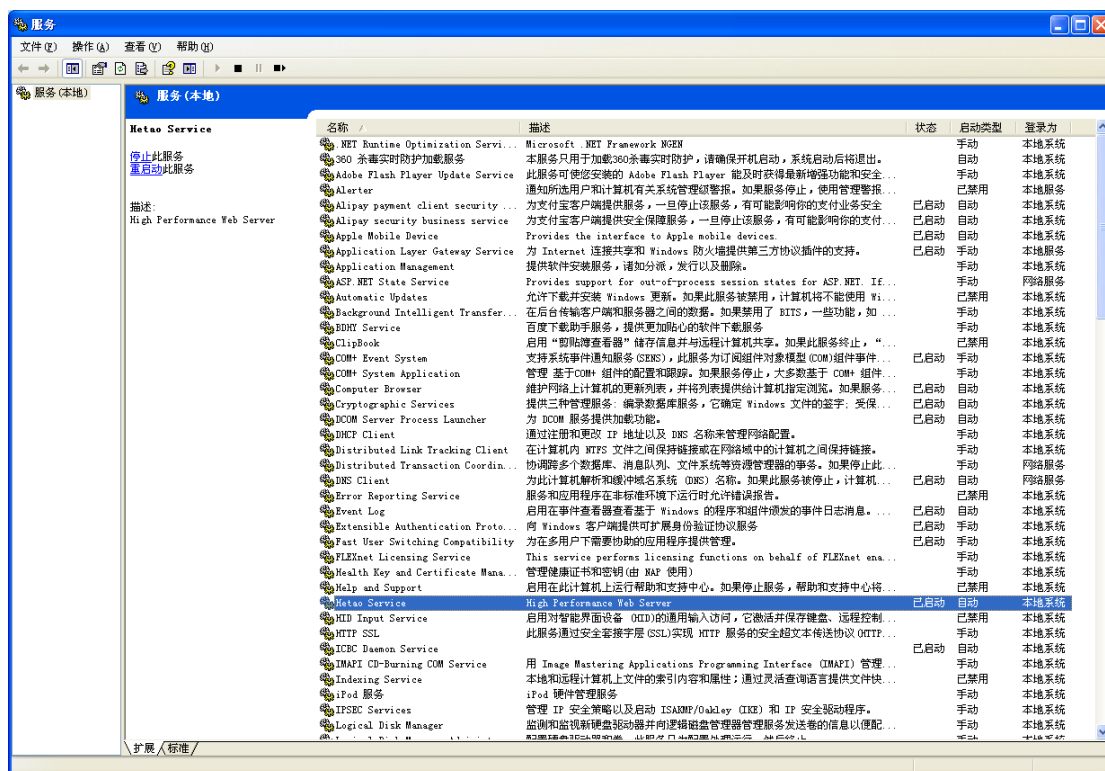 服务
文件(F) 操作(A) 查看(V) 帮助(H)
服务(本地)
服务(本地)
Hetao Service
停止此服务
重启动此服务
描述:
High Performance Web Server
名称 描述 状态 启动类型 登录为
.NET Runtime Optimization Servi... Microsoft .NET Framework NGEN 手动 本地系统
360 杀毒实时防护加载服务 本服务只用于加载360杀毒实时防护,请确保开机启动,系统启动后将退出。 自动 本地系统
Adobe Flash Player Update Service 此服务可使您安装的 Adobe Flash Player 能及时获得最新增强功能和安全... 手动 本地系统
Alerter 通知所选用户和计算机有关系统管理级警报。如果服务停止,使用管理警报... 已禁用 本地服务
Alipay payment client security ... 为支付宝客户端提供服务,一旦停止该服务,有可能影响你的支付业务安全 已启动 自动 本地系统
Alipay security business service 为支付宝客户端提供安全保障服务,一旦停止该服务,有可能影响你的支付... 已启动 自动 本地系统
Apple Mobile Device Provides the interface to Apple mobile devices. 已启动 自动 本地系统
Application Layer Gateway Service 为 Internet 连接共享和 Windows 防火墙提供第三方协议插件的支持。 已启动 手动 本地服务
Application Management 提供软件安装服务,诸如分派,发行以及删除。 手动 本地系统
ASP.NET State Service Provides support for out-of-process session states for ASP.NET. If... 手动 网络服务
Automatic Updates 允许下载并安装 Windows 更新。如果此服务被禁用,计算机将不能使用 Wi... 已禁用 本地系统
Background Intelligent Transfer... 在后台传输客户端和服务器之间的数据。如果禁用了 BITS,一些功能,如 ... 手动 本地系统
BDMY Service 百度下载助手服务,提供更加贴心的软件下载服务 手动 本地系统
ClipBook 启用“剪贴簿查看器”储存信息并与远程计算机共享。如果此服务终止,“... 已禁用 本地系统
COM+ Event System 支持系统事件通知服务(SENS),此服务为订阅组件对象模型(COM)组件事件... 已启动 手动 本地系统
COM+ System Application 管理 基于COM+ 组件的配置和跟踪。如果服务停止,大多数基于 COM+ 组件... 手动 本地系统
Computer Browser 维护网络上计算机的更新列表,并将列表提供给计算机指定浏览。如果服务... 已启动 自动 本地系统
Cryptographic Services 提供三种管理服务: 编录数据库服务,它确定 Windows 文件的签字; 受保... 已启动 自动 本地系统
DCOM Server Process Launcher 为 DCOM 服务提供加载功能。 已启动 自动 本地系统
DHCP Client 通过注册和更改 IP 地址以及 DNS 名称来管理网络配置。 手动 本地系统
Distributed Link Tracking Client 在计算机内 NTFS 文件之间保持链接或在网络域中的计算机之间保持链接。 手动 本地系统
Distributed Transaction Coordin... 协调跨多个数据库、消息队列、文件系统等资源管理器的事务。如果停止此... 手动 网络服务
DNS Client 为此计算机解析和缓冲域名系统 (DNS) 名称。如果此服务被停止,计算机... 已启动 自动 网络服务
Error Reporting Service 服务和应用程序在非标准环境下运行时允许错误报告。 已禁用 本地系统
Event Log 启用在事件查看器查看基于 Windows 的程序和组件颁发的事件日志消息。... 已启动 自动 本地系统
Extensible Authentication Proto... 向 Windows 客户端提供可扩展身份验证协议服务 已启动 手动 本地系统
Fast User Switching Compatibility 为在多用户下需要协助的应用程序提供管理。 已启动 手动 本地系统
FLEXnet Licensing Service This service performs licensing functions on behalf of FLEXnet ena... 手动 本地系统
Health Key and Certificate Mana... 管理健康证书和密钥(由 NAP 使用) 手动 本地系统
Help and Support 启用在此计算机上运行帮助和支持中心。如果停止服务,帮助和支持中心将... 已禁用 本地系统
Hetao Service High Performance Web Server 已启动 自动 本地系统
HID Input Service 启用对智能界面设备 (HID)的通用输入访问,它激活并保存键盘、远程控制... 已禁用 本地系统
HTTP SSL 此服务通过安全套接字层(SSL)实现 HTTP 服务的安全超文本传送协议(HTTP... 手动 本地系统
ICBC Daemon Service 已启动 自动 本地系统
IMAPI CD-Burning COM Service 用 Image Mastering Applications Programming Interface (IMAPI) 管理... 手动 本地系统
Indexing Service 本地和远程计算机上文件的索引内容和属性;通过灵活查询语言提供文件快... 已禁用 本地系统
iPod 服务 iPod 硬件管理服务 手动 本地系统
IPSEC Services 管理 IP 安全策略以及启动 ISAKMP/Oakley (IKE) 和 IP 安全驱动程序。 手动 本地系统
Logical Disk Manager 监测和监视新硬盘驱动器并向逻辑磁盘管理器管理服务发送卷的信息以便配... 手动 本地系统
扩展 标准